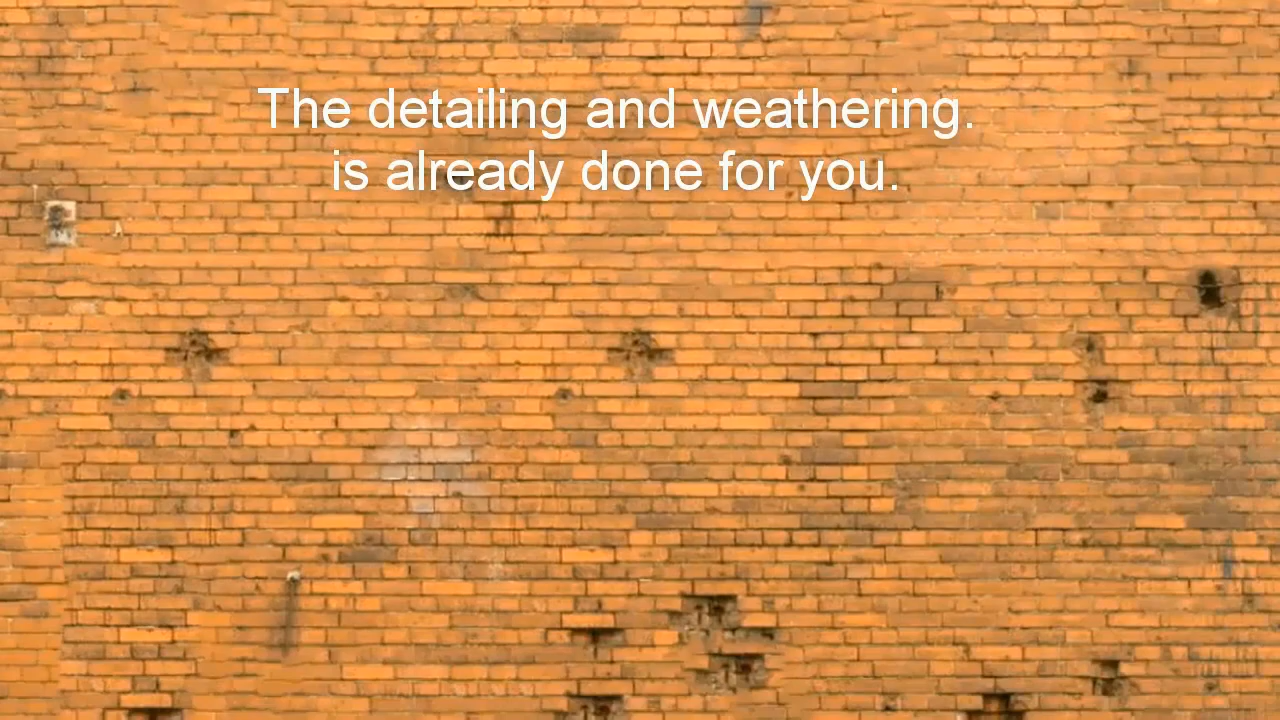 The detailing and weathering.
is already done for you.